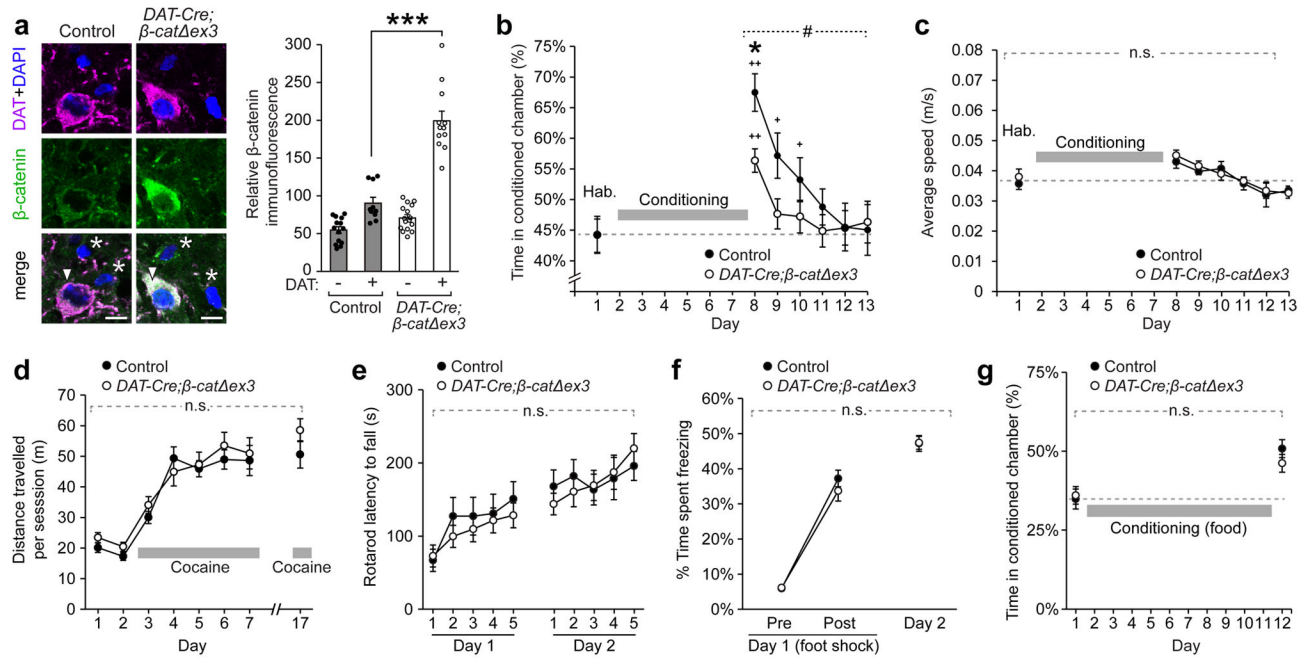 a
Control
DAT-Cre;
β-catΔex3
DAT+DAPI
β-catenin
merge
*
*
*
*
Relative β-catenin
immunofluorescence
300
250
200
150
100
50
0
***
DAT:
-
+
-
+
Control
DAT-Cre;
β-catΔex3
b
Time in conditioned chamber (%)
75%
70%
65%
60%
55%
50%
45%
40%
#
*
++
++
+
+
Hab.
Conditioning
Control
DAT-Cre;β-catΔex3
1 2 3 4 5 6 7 8 9 10 11 12 13
Day
c
Average speed (m/s)
0.08
0.07
0.06
0.05
0.04
0.03
0.02
0.01
0
n.s.
Hab.
Conditioning
Control
DAT-Cre;β-catΔex3
1 2 3 4 5 6 7 8 9 10 11 12 13
Day
d
Control
DAT-Cre;β-catΔex3
n.s.
Distance travelled
per sesssion (m)
70
60
50
40
30
20
10
0
Cocaine
Cocaine
1 2 3 4 5 6 7 17
Day
e
Control
DAT-Cre;β-catΔex3
n.s.
Rotarod latency to fall (s)
300
200
100
0
1 2 3 4 5 1 2 3 4 5
Day 1
Day 2
f
Control
DAT-Cre;β-catΔex3
n.s.
% Time spent freezing
60%
50%
40%
30%
20%
10%
0%
Pre
Post
Day 2
Day 1 (foot shock)
g
Control
DAT-Cre;β-catΔex3
n.s.
Time in conditioned chamber (%)
75%
50%
25%
0%
Conditioning (food)
1 2 3 4 5 6 7 8 9 10 11 12
Day